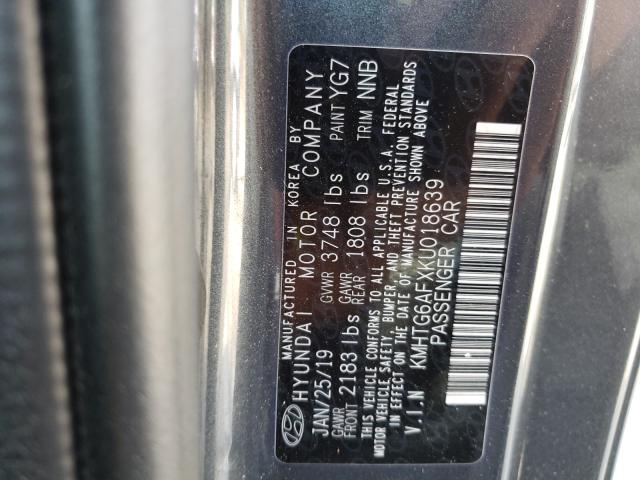 MANUFACTURED IN KOREA BY
HYUNDAI MOTOR COMPANY
JAN/25/19 GVWR 3748 lbs PAINT YG7
GAWR FRONT 2183 lbs GAWR REAR 1808 lbs TRIM NNB
THIS VEHICLE CONFORMS TO ALL APPLICABLE U.S.A. FEDERAL
MOTOR VEHICLE SAFETY, BUMPER, AND THEFT PREVENTION STANDARDS
IN EFFECT ON THE DATE OF MANUFACTURE SHOWN ABOVE
V.I.N KMHTG6AFXKU018639
PASSENGER CAR